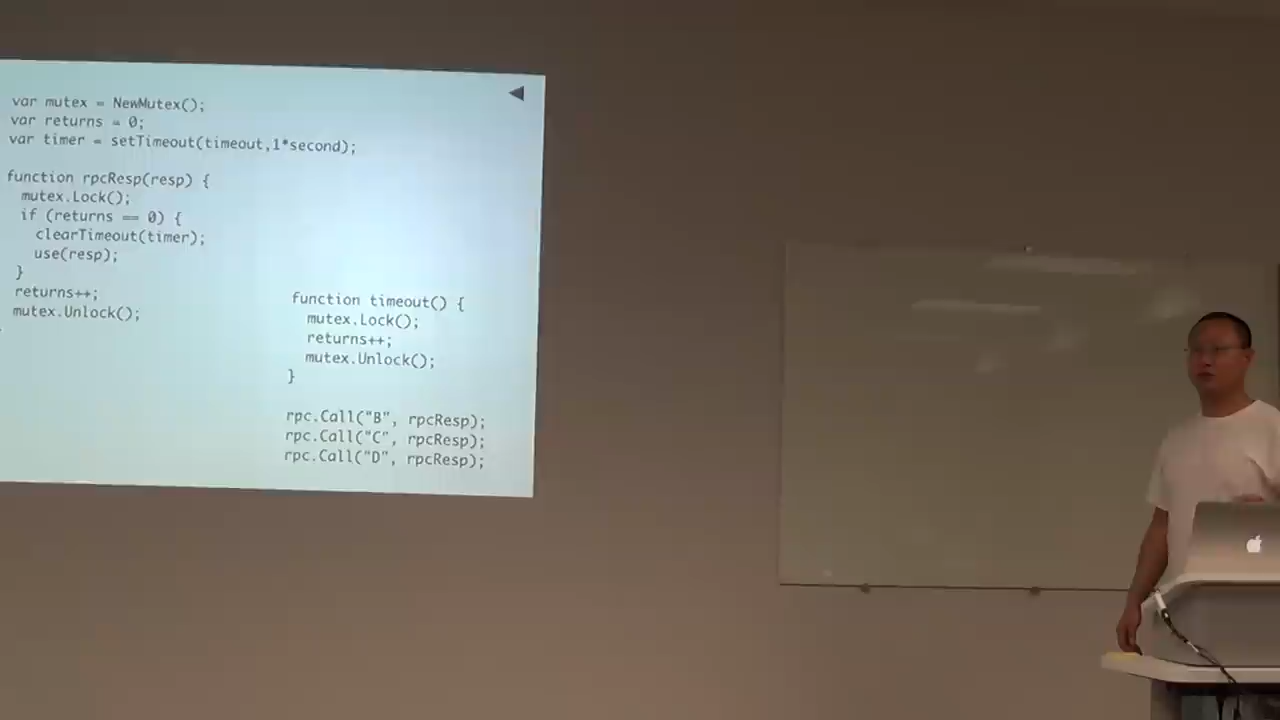 var mutex = NewMutex();
var returns = 0;
var timer = setTimeout(timeout,1*second);
function rpcResp(resp) {
mutex.Lock();
if (returns == 0) {
clearTimeout(timer);
use(resp);
}
returns++;
mutex.Unlock();
function timeout() {
mutex.Lock();
returns++;
mutex.Unlock();
}
rpc.Call("B", rpcResp);
rpc.Call("C", rpcResp);
rpc.Call("D", rpcResp);